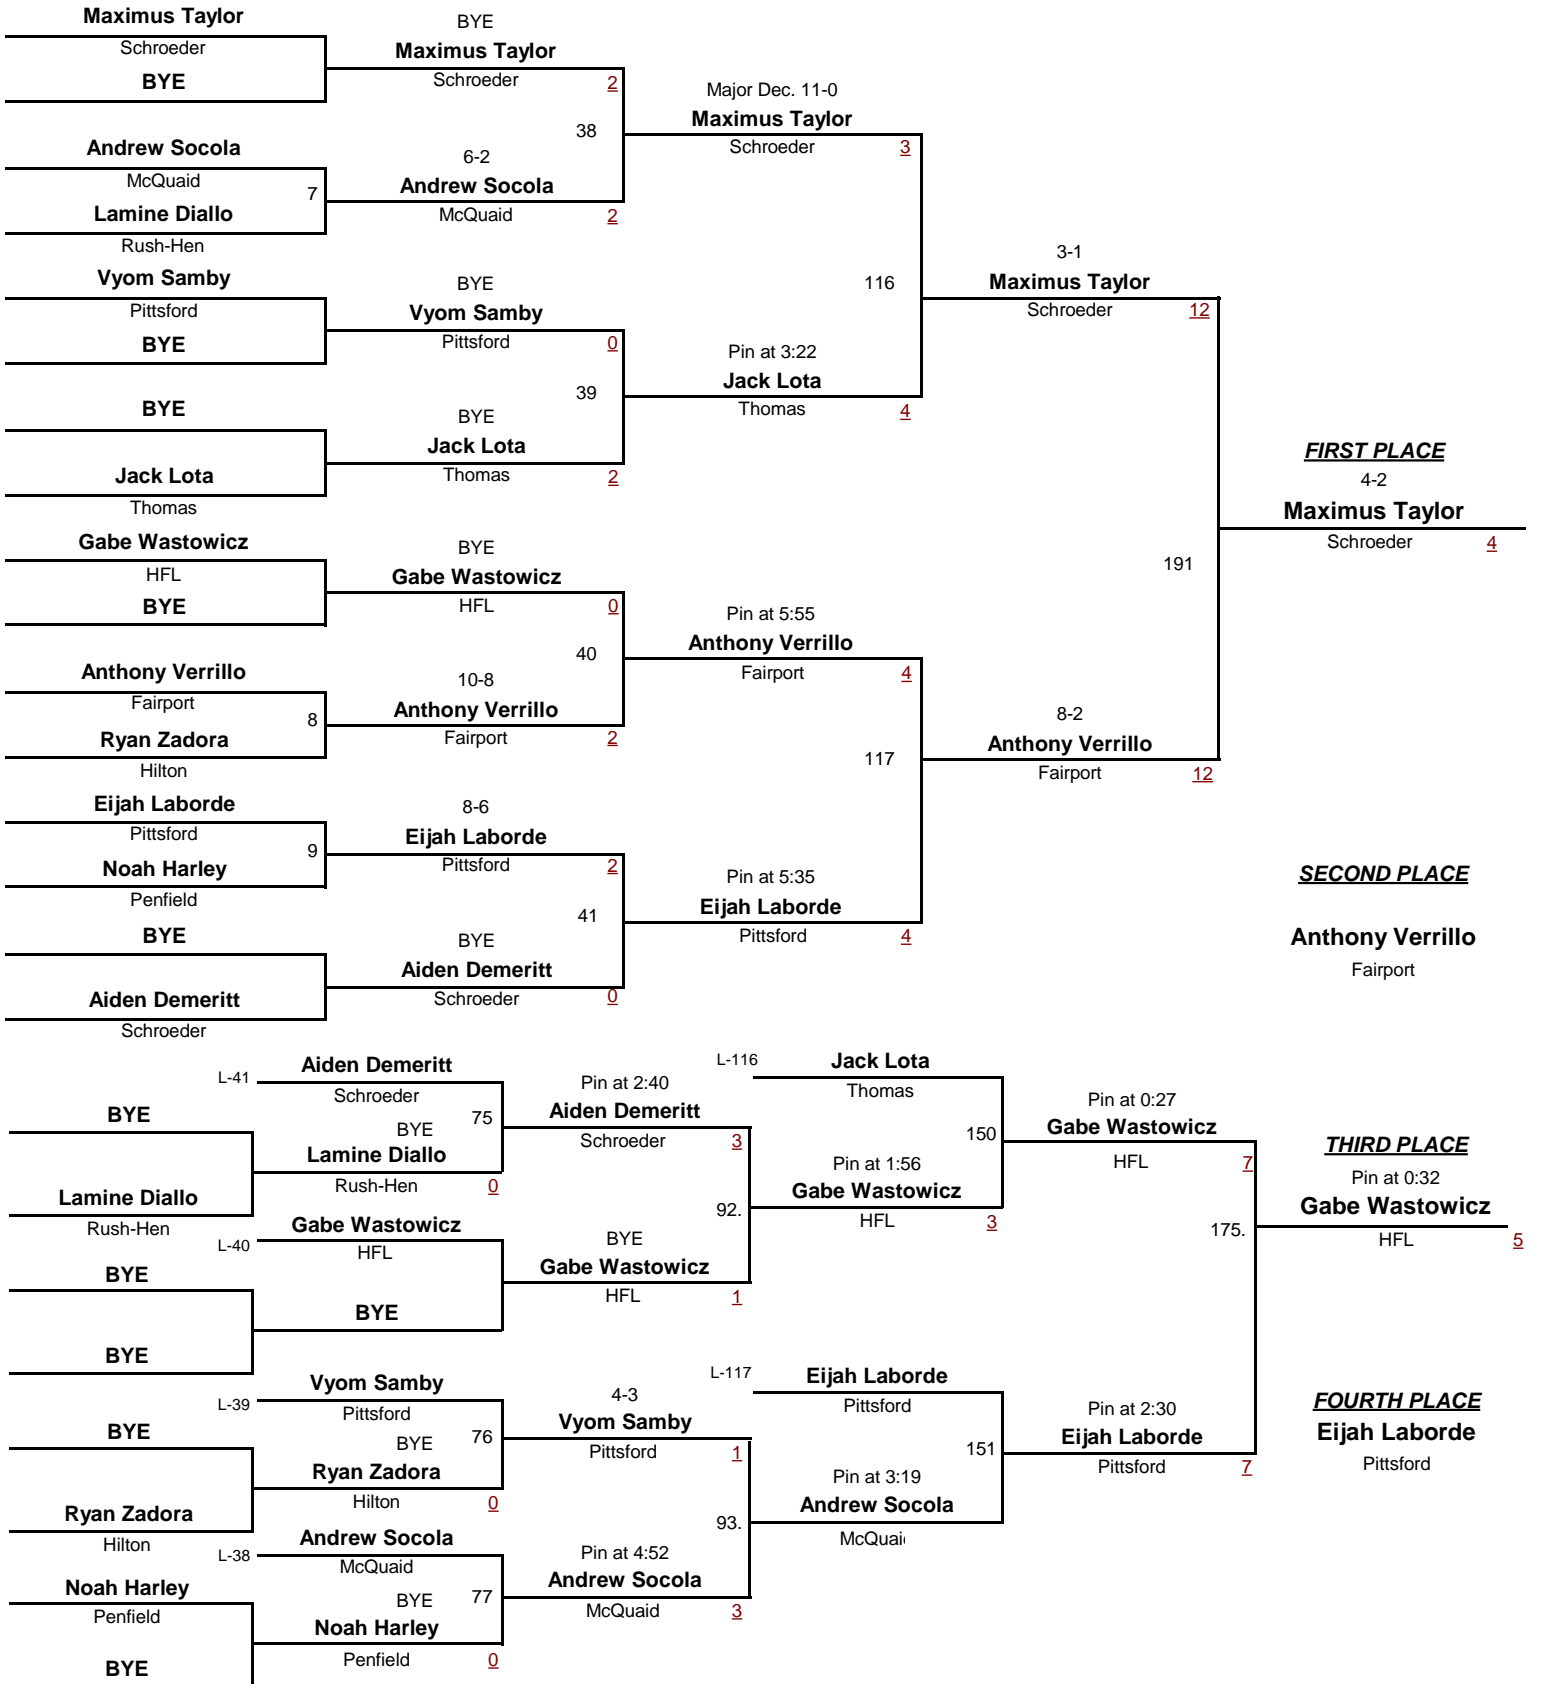 Maximus Taylor
Schroeder
BYE
Andrew Socola
McQuaid
7
Lamine Diallo
Rush-Hen
Vyom Samby
Pittsford
BYE
BYE
Jack Lota
Thomas
Gabe Wastowicz
HFL
BYE
Anthony Verrillo
Fairport
8
Ryan Zadora
Hilton
Eijah Laborde
Pittsford
9
Noah Harley
Penfield
BYE
Aiden Demeritt
Schroeder
BYE
Maximus Taylor
Schroeder 2
38
6-2
Andrew Socola
McQuaid 2
BYE
Vyom Samby
Pittsford 0
39
BYE
Jack Lota
Thomas 2
BYE
Gabe Wastowicz
HFL 0
40
10-8
Anthony Verrillo
Fairport 2
8-6
Eijah Laborde
Pittsford 2
41
BYE
Aiden Demeritt
Schroeder 0
Major Dec. 11-0
Maximus Taylor
Schroeder 3
116
Pin at 3:22
Jack Lota
Thomas 4
Pin at 5:55
Anthony Verrillo
Fairport 4
117
Pin at 5:35
Eijah Laborde
Pittsford 4
3-1
Maximus Taylor
Schroeder 12
191
8-2
Anthony Verrillo
Fairport 12
FIRST PLACE
4-2
Maximus Taylor
Schroeder 4
SECOND PLACE
Anthony Verrillo
Fairport
BYE
Lamine Diallo
Rush-Hen
BYE
BYE
BYE
Ryan Zadora
Hilton
Noah Harley
Penfield
BYE
L-41
Aiden Demeritt
Schroeder
75
BYE
Lamine Diallo
Rush-Hen 0
L-40
Gabe Wastowicz
HFL
BYE
L-39
Vyom Samby
Pittsford
76
BYE
Ryan Zadora
Hilton 0
L-38
Andrew Socola
McQuaid
77
BYE
Noah Harley
Penfield 0
Pin at 2:40
Aiden Demeritt
Schroeder 3
92.
BYE
Gabe Wastowicz
HFL 1
4-3
Vyom Samby
Pittsford 1
93.
Pin at 4:52
Andrew Socola
McQuaid 3
L-116
Jack Lota
Thomas
150
Pin at 1:56
Gabe Wastowicz
HFL 3
L-117
Eijah Laborde
Pittsford
151
Pin at 3:19
Andrew Socola
McQuai
Pin at 0:27
Gabe Wastowicz
HFL 7
175.
Pin at 2:30
Eijah Laborde
Pittsford 7
THIRD PLACE
Pin at 0:32
Gabe Wastowicz
HFL 5
FOURTH PLACE
Eijah Laborde
Pittsford